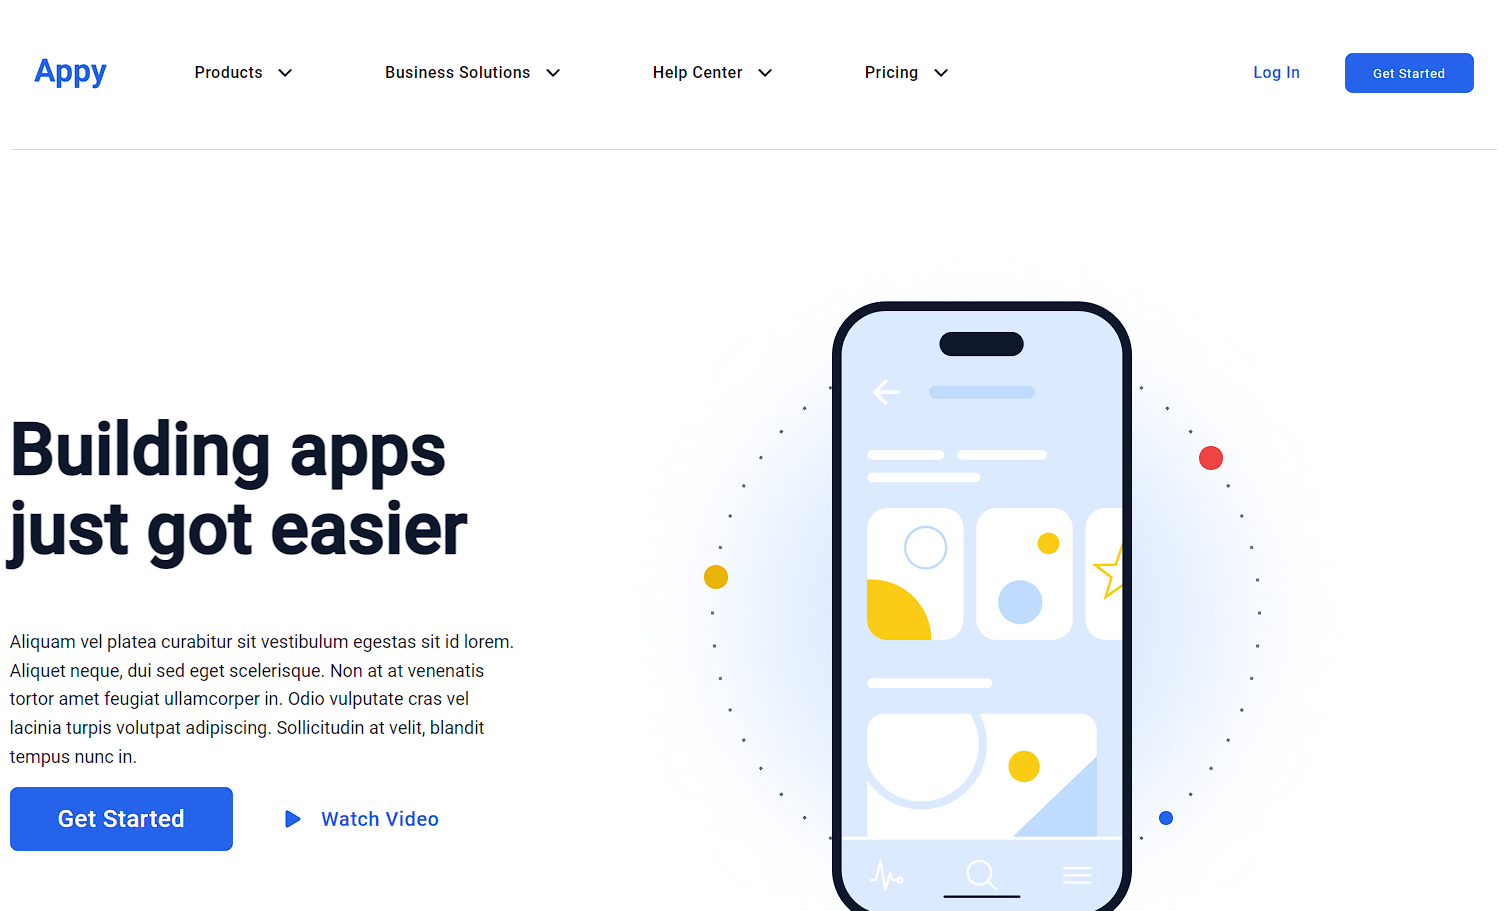 Appy
Products
Business Solutions
Help Center
Pricing
Log In
Get Started
Building apps
just got easier
Aliquam vel platea curabitur sit vestibulum egestas sit id lorem.
Aliquet neque, dui sed eget scelerisque. Non at at venenatis
tortor amet feugiat ullamcorper in. Odio vulputate cras vel
lacinia turpis volutpat adipiscing. Sollicitudin at velit, blandit
tempus nunc in.
Get Started
Watch Video